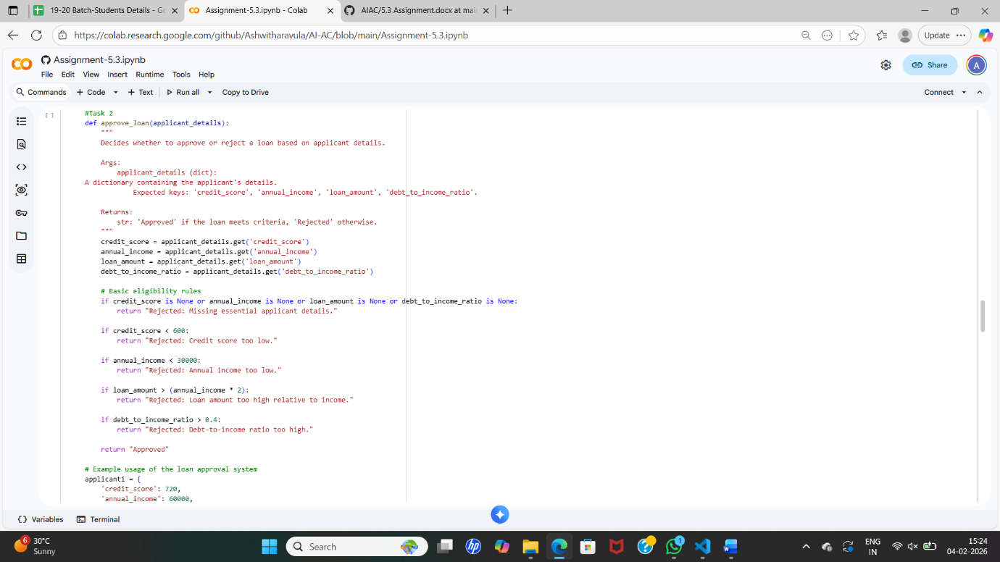 19-20 Batch-Students Details - Go
Assignment-5.3.ipynb - Colab
AIAC/5.3 Assignment.docx at mai
https://colab.research.google.com/github/Ashwitharavula/AI-AC/blob/main/Assignment-5.3.ipynb
Update
Assignment-5.3.ipynb
File Edit View Insert Runtime Tools Help
Share
A
Commands + Code + Text Run all Copy to Drive
Connect
[ ]
#Task 2
def approve_loan(applicant_details):
"""
Decides whether to approve or reject a loan based on applicant details.
Args:
applicant_details (dict):
A dictionary containing the applicant's details.
Expected keys: 'credit_score', 'annual_income', 'loan_amount', 'debt_to_income_ratio'.
Returns:
str: 'Approved' if the loan meets criteria, 'Rejected' otherwise.
"""
credit_score = applicant_details.get('credit_score')
annual_income = applicant_details.get('annual_income')
loan_amount = applicant_details.get('loan_amount')
debt_to_income_ratio = applicant_details.get('debt_to_income_ratio')
# Basic eligibility rules
if credit_score is None or annual_income is None or loan_amount is None or debt_to_income_ratio is None:
return "Rejected: Missing essential applicant details."
if credit_score < 600:
return "Rejected: Credit score too low."
if annual_income < 30000:
return "Rejected: Annual income too low."
if loan_amount > (annual_income * 2):
return "Rejected: Loan amount too high relative to income."
if debt_to_income_ratio > 0.4:
return "Rejected: Debt-to-income ratio too high."
return "Approved"
# Example usage of the loan approval system
applicant1 = {
'credit_score': 720,
'annual_income': 60000,
Variables Terminal
6
30°C
Sunny
Search
hp
1
ENG
IN
15:24
04-02-2026